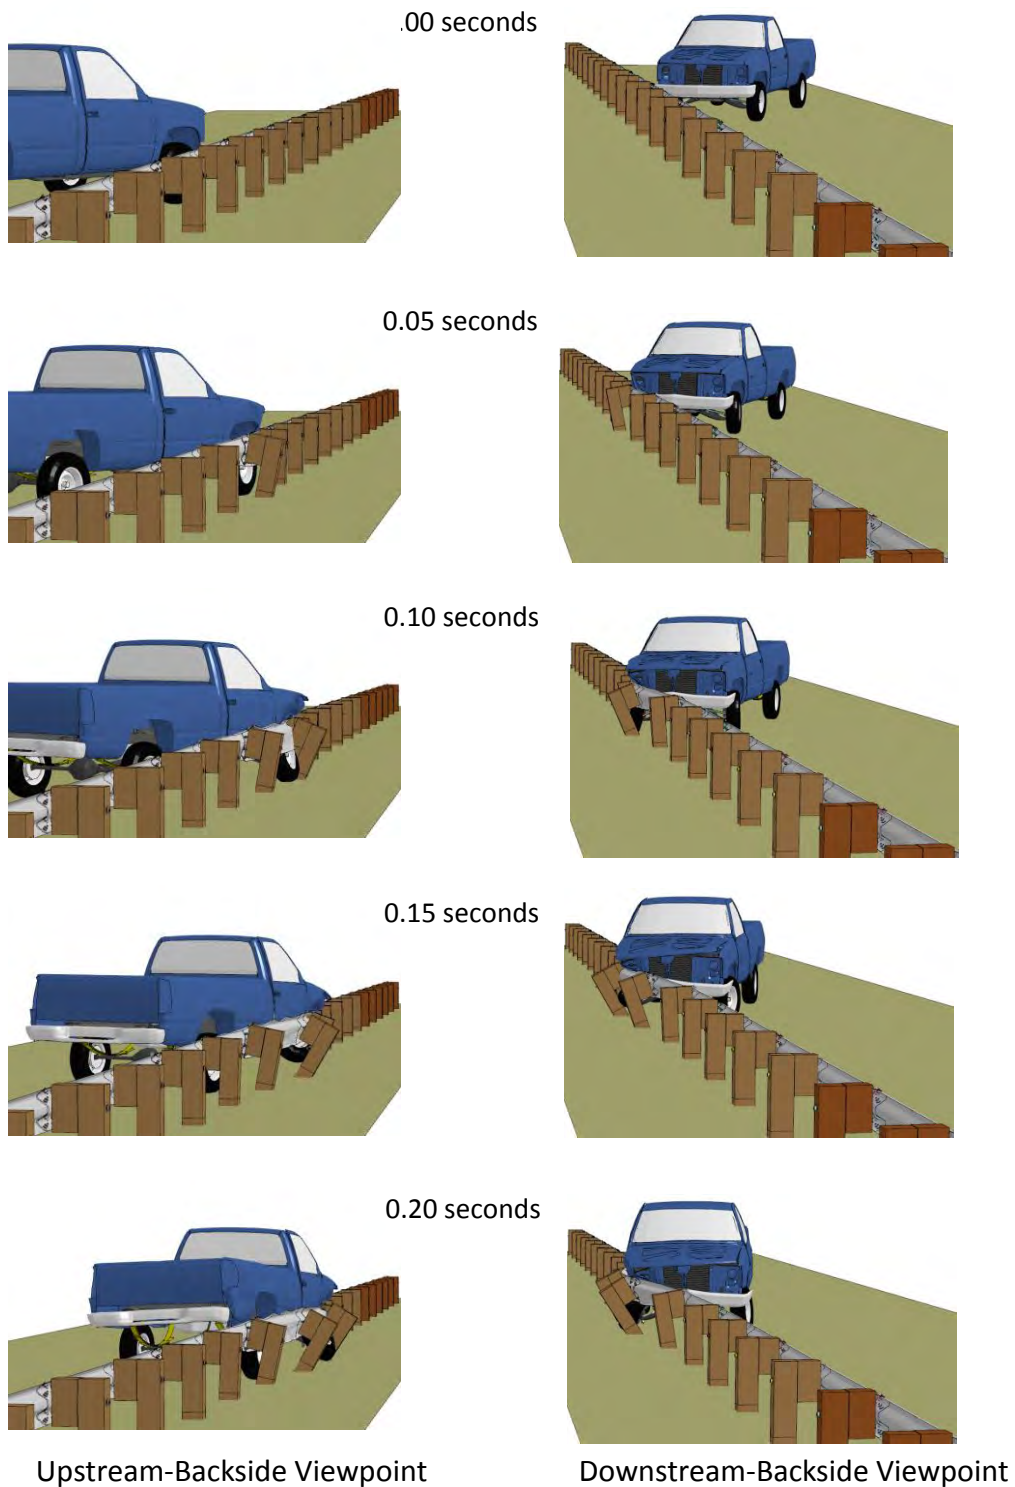 .00 seconds
0.05 seconds
0.10 seconds
0.15 seconds
0.20 seconds
Upstream-Backside Viewpoint
Downstream-Backside Viewpoint